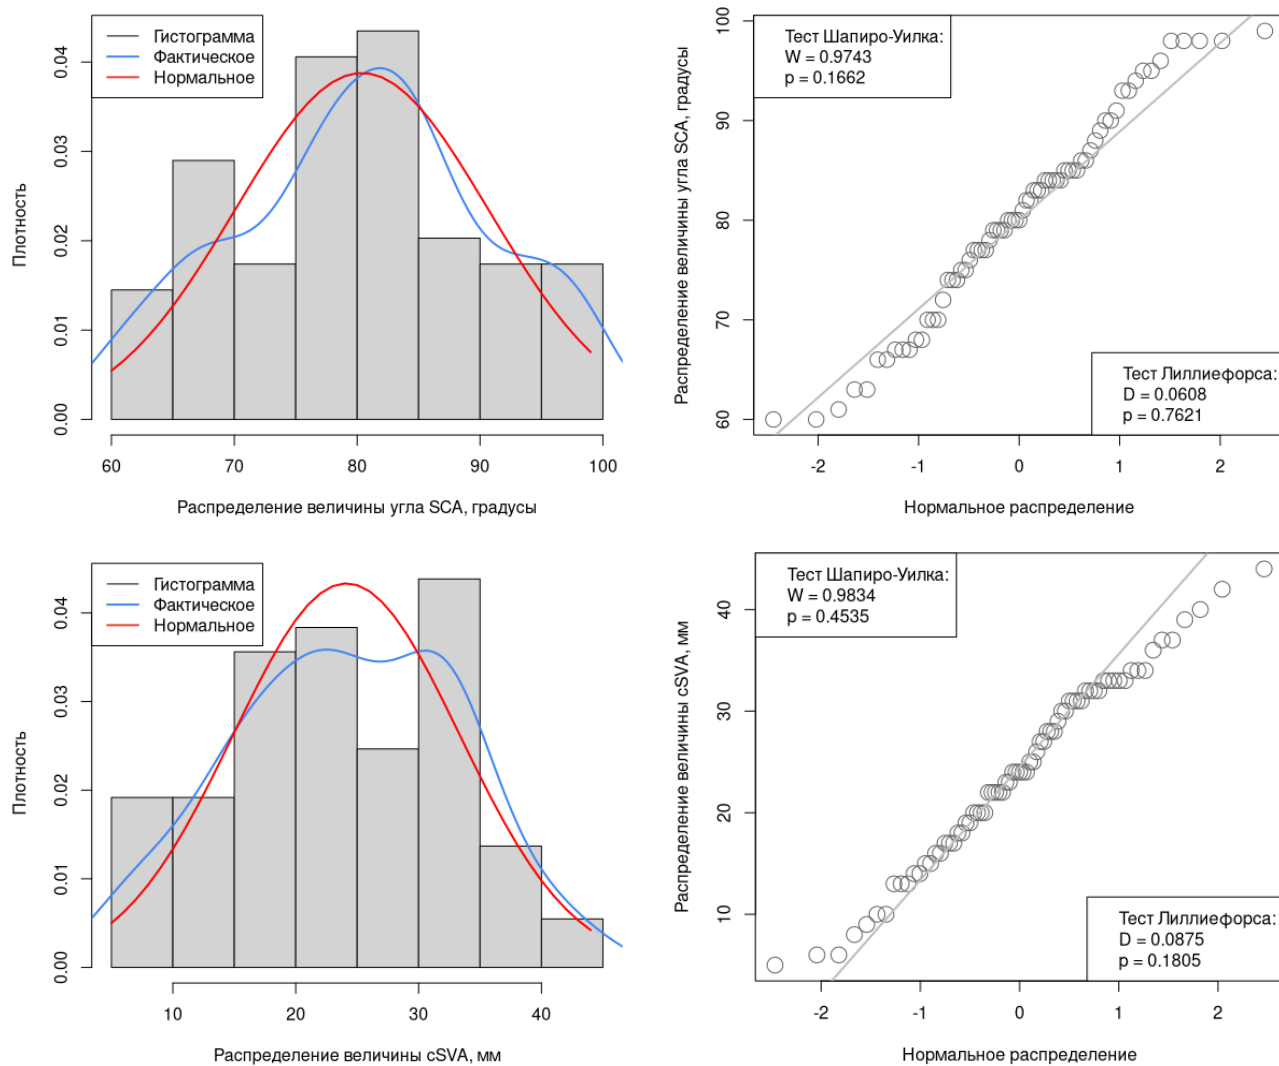 Гистограмма
Фактическое
Нормальное
Плотность
0.00
0.01
0.02
0.03
0.04
60
70
80
90
100
Распределение величины угла SCA, градусы
Тест Шапиро-Уилка:
W = 0.9743
p = 0.1662
Распределение величины угла SCA, градусы
60
70
80
90
100
Тест Лиллиефорса:
D = 0.0608
p = 0.7621
-2
-1
0
1
2
Нормальное распределение
Гистограмма
Фактическое
Нормальное
Плотность
0.00
0.01
0.02
0.03
0.04
10
20
30
40
Распределение величины cSVA, мм
Тест Шапиро-Уилка:
W = 0.9834
p = 0.4535
Распределение величины cSVA, мм
10
20
30
40
Тест Лиллиефорса:
D = 0.0875
p = 0.1805
-2
-1
0
1
2
Нормальное распределение